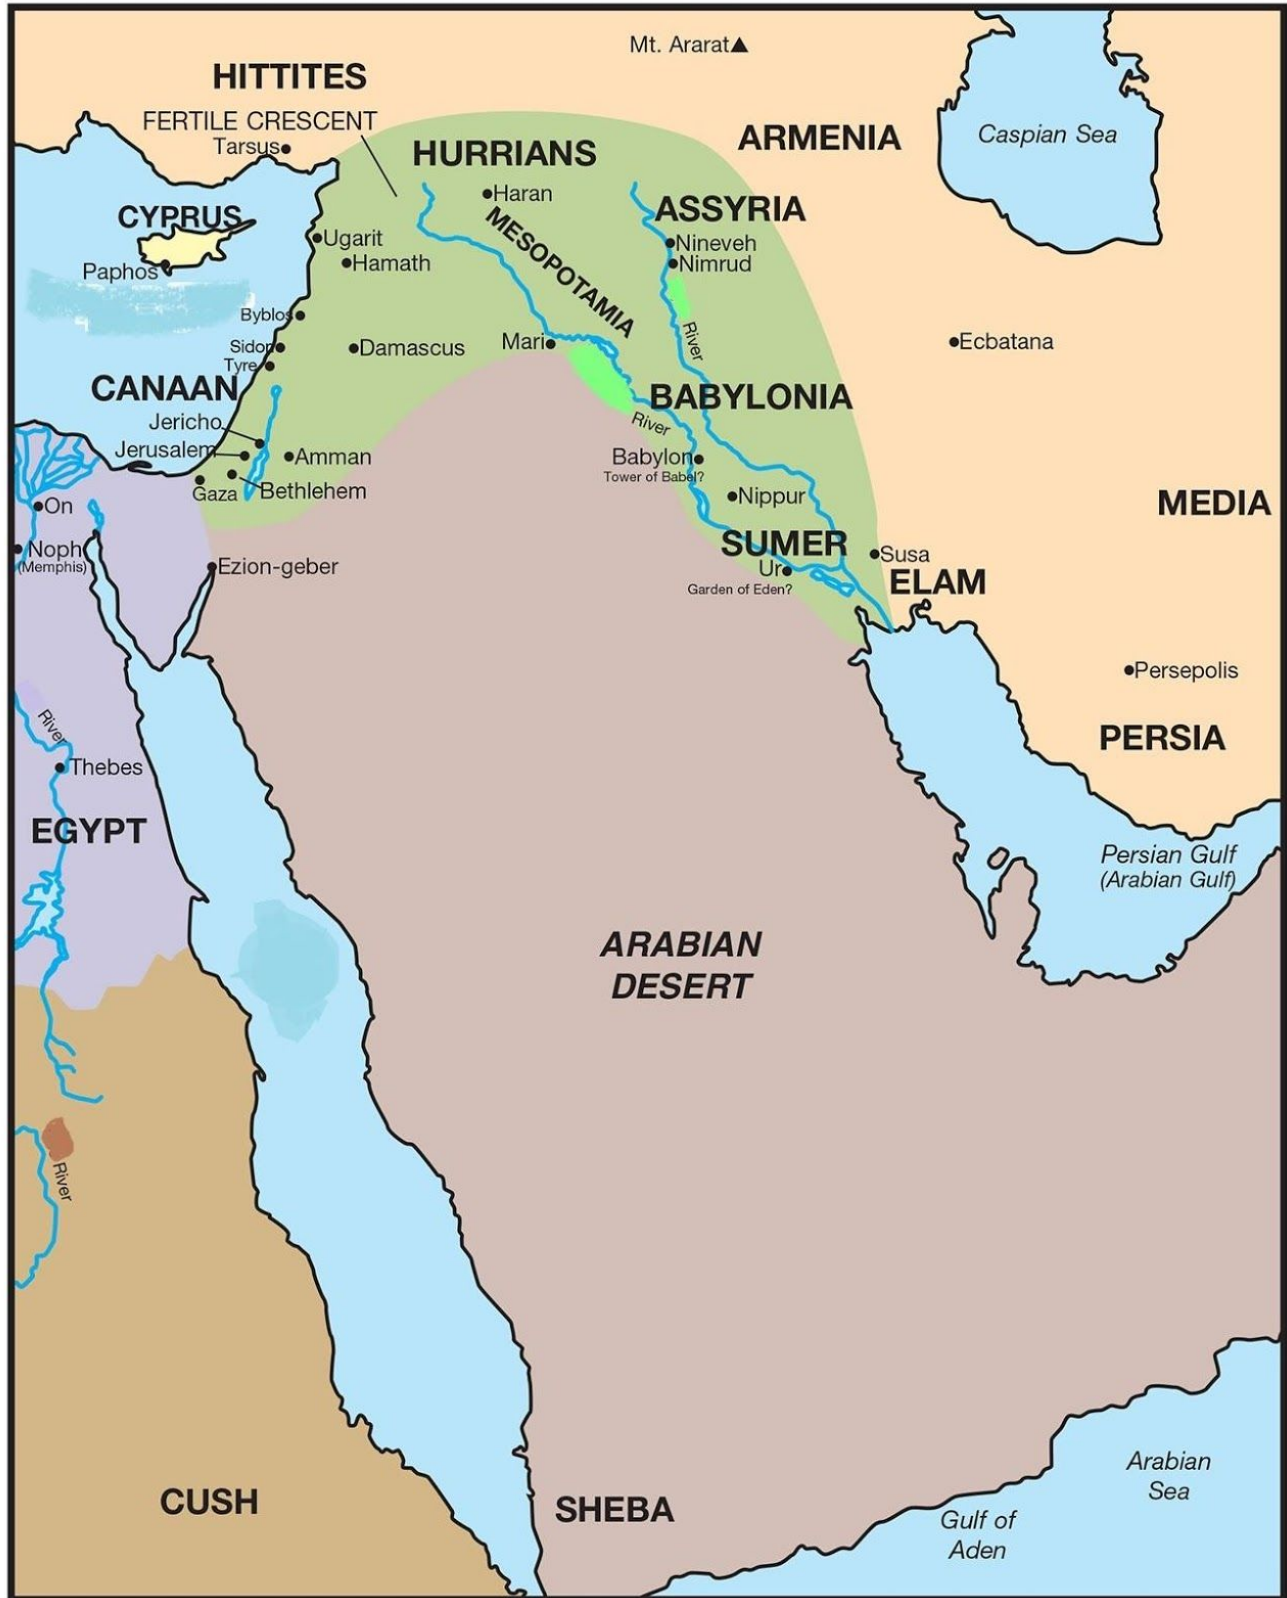 Mt. Ararat
HITTITES
FERTILE CRESCENT
Tarsus
HURRIANS
ARMENIA
Caspian Sea
Haran
ASSYRIA
CYPRUS
MESOPOTAMIA
Ugarit
Nineveh
Hamath
Nimrud
Paphos
Byblos
River
Sidon
Damascus
Mari
Ecbatana
Tyre
CANAAN
BABYLONIA
Jericho
River
Jerusalem
Amman
Babylon
Tower of Babel?
Gaza
Bethlehem
Nippur
MEDIA
On
SUMER
Noph
(Memphis)
Ezion-geber
Ur
Garden of Eden?
Susa
ELAM
Persepolis
River
PERSIA
Thebes
EGYPT
Persian Gulf
(Arabian Gulf)
ARABIAN
DESERT
River
CUSH
SHEBA
Arabian
Sea
Gulf of
Aden